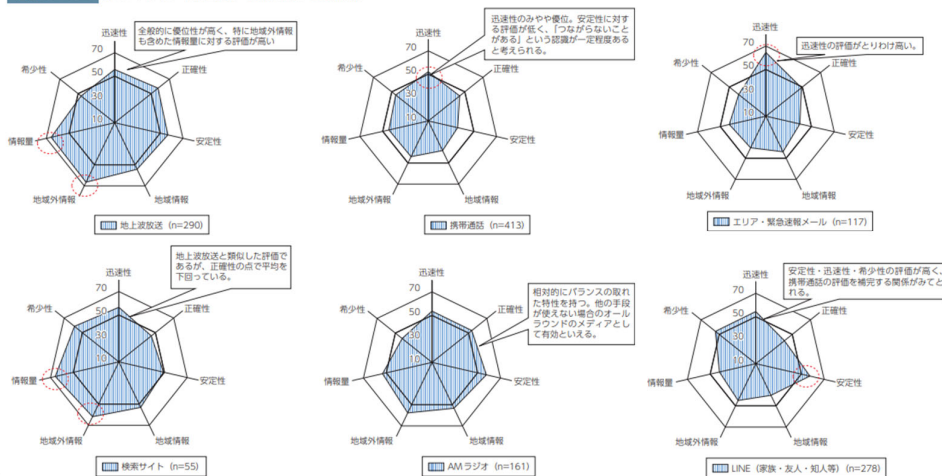 全般的に優位性が高く、特に地域外情報
も含めた情報量に対する評価が高い
迅速性
70
50
30
10
正確性
安定性
地域情報
地域外情報
情報量
希少性
地上波放送 (n=290)
迅速性のみやや優位。安定性に対す
る評価が低く、「つながらないこと
がある」という認識が一定程度ある
と考えられる。
迅速性
70
50
30
10
正確性
安定性
地域情報
地域外情報
情報量
希少性
携帯通話 (n=413)
迅速性の評価がとりわけ高い。
迅速性
70
50
30
10
正確性
安定性
地域情報
地域外情報
情報量
希少性
エリア・緊急速報メール (n=117)
地上波放送と類似した評価で
あるが、正確性の点で平均を
下回っている。
迅速性
70
50
30
10
正確性
安定性
地域情報
地域外情報
情報量
希少性
検索サイト (n=55)
相対的にバランスの取れ
た特性を持つ。他の手段
が使えない場合のオール
ラウンドのメディアとし
て有効といえる。
迅速性
70
50
30
10
正確性
安定性
地域情報
地域外情報
情報量
希少性
AMラジオ (n=161)
安定性・迅速性・希少性の評価が高く、
携帯通話の評価を補完する関係がみてと
れる。
迅速性
70
50
30
10
正確性
安定性
地域情報
地域外情報
情報量
希少性
LINE（家族・友人・知人等）(n=278)